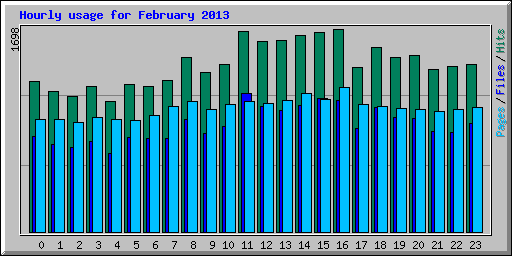 Hourly usage for February 2013
1698
Pages/Files/Hits
0 1 2 3 4 5 6 7 8 9 10 11 12 13 14 15 16 17 18 19 20 21 22 23